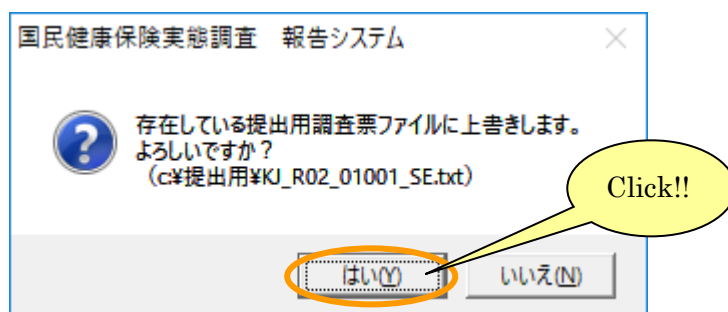 国民健康保険実態調査　報告システム
存在している提出用調査票ファイルに上書きします。
よろしいですか？
（c:¥提出用¥KJ_R02_01001_SE.txt）
Click!!
はい(Y)
いいえ(N)